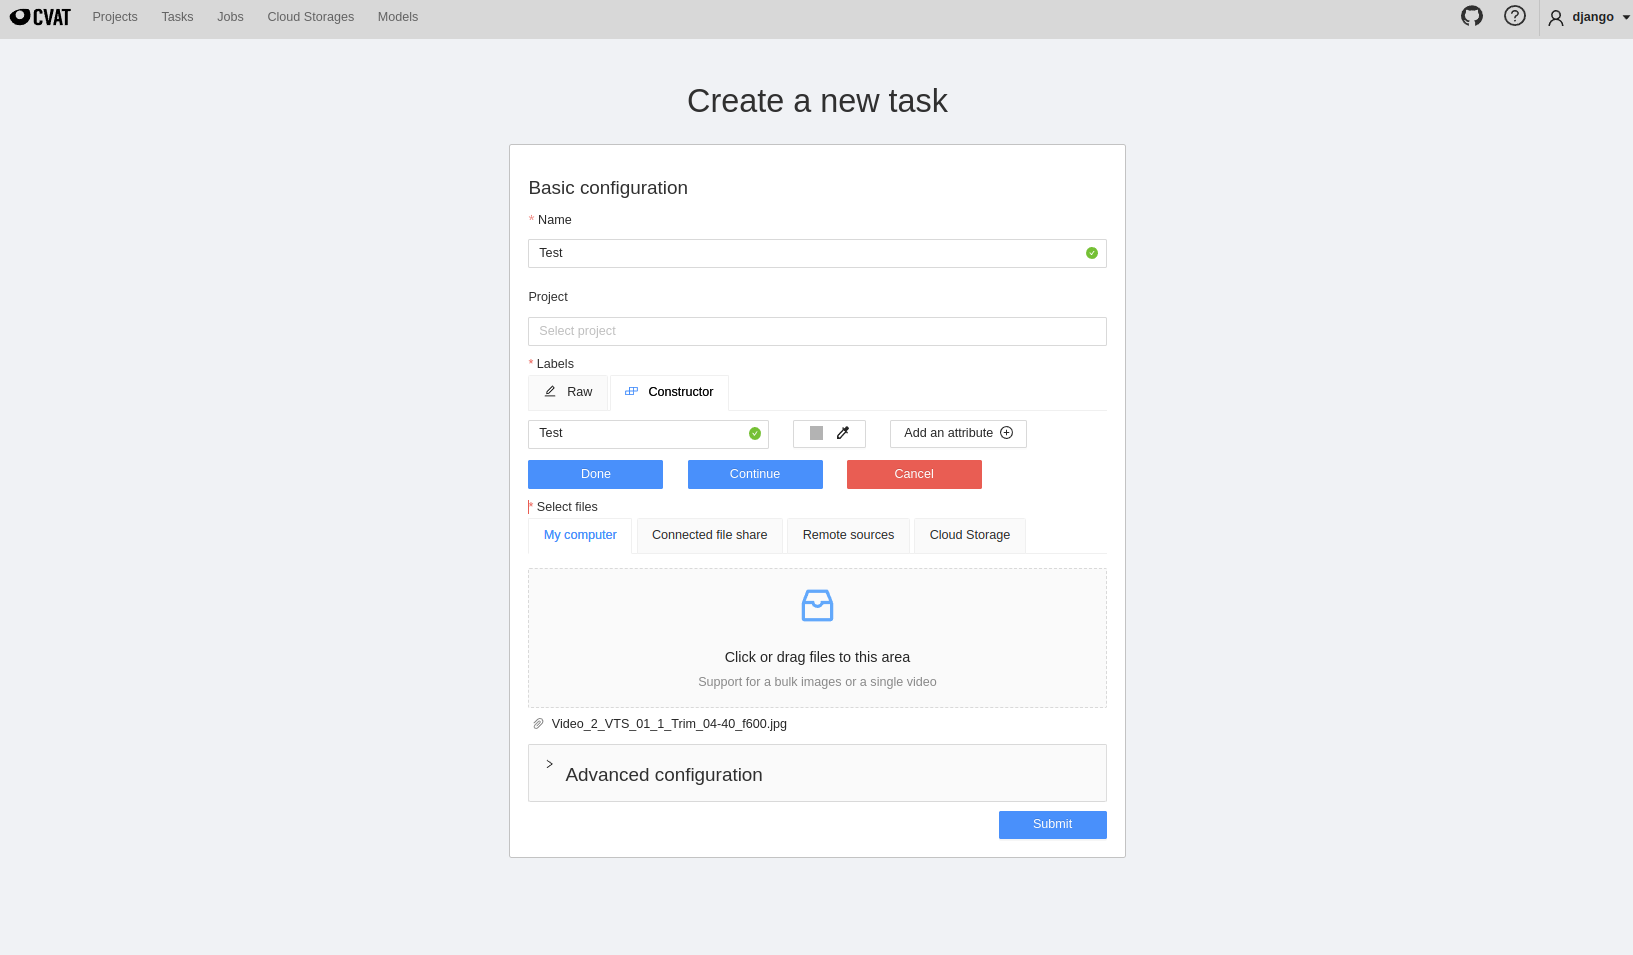 CVAT Projects Tasks Jobs Cloud Storages Models django
Create a new task
Basic configuration
* Name
Test
Project
Select project
* Labels
Raw Constructor
Test Add an attribute
Done Continue Cancel
* Select files
My computer Connected file share Remote sources Cloud Storage
Click or drag files to this area
Support for a bulk images or a single video
Video_2_VTS_01_1_Trim_04-40_f600.jpg
> Advanced configuration
Submit